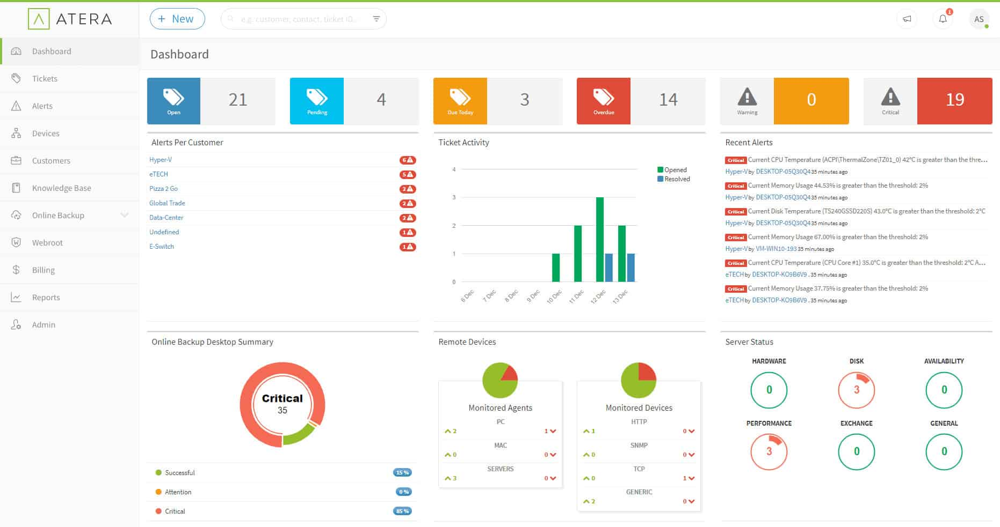 ATERA
+ New
e.g. customer, contact, ticket ID...
1
AS
Dashboard
Tickets
Alerts
Devices
Customers
Knowledge Base
Online Backup
Webroot
Billing
Reports
Admin
Dashboard
Open
21
Pending
4
Due Today
3
Overdue
14
Warning
0
Critical
19
Alerts Per Customer
Hyper-V 6
eTECH 5
Pizza 2 Go 2
Global Trade 2
Data-Center 2
Undefined 1
E-Switch 1
Ticket Activity
4
3
2
1
0
6 Dec
7 Dec
8 Dec
9 Dec
10 Dec
11 Dec
12 Dec
13 Dec
Opened
Resolved
Recent Alerts
Critical Current CPU Temperature (ACPI\ThermalZone\TZ01_0) 42°C is greater than the thre...
Hyper-V by DESKTOP-05Q30Q4 35 minutes ago
Critical Current Memory Usage 44.53% is greater than the threshold: 2%
Hyper-V by DESKTOP-05Q30Q4 35 minutes ago
Critical Current Disk Temperature (TS240GSSD220S) 43.0°C is greater than the threshold: 2°C
Hyper-V by DESKTOP-05Q30Q4 35 minutes ago
Critical Current Memory Usage 67.00% is greater than the threshold: 2%
Hyper-V by VM-WIN10-193 35 minutes ago
Critical Current CPU Temperature (CPU Core #1) 35.0°C is greater than the threshold: 2°C A...
eTECH by DESKTOP-KO9B6V9 . 35 minutes ago
Critical Current Memory Usage 37.75% is greater than the threshold: 2%
eTECH by DESKTOP-KO9B6V9 . 35 minutes ago
Online Backup Desktop Summary
Critical
35
Successful 15 %
Attention 0 %
Critical 85 %
Remote Devices
Monitored Agents
PC
2 1
MAC
0 0
SERVERS
3 0
Monitored Devices
HTTP
1 0
SNMP
0 0
TCP
0 1
GENERIC
2 0
Server Status
HARDWARE
0
DISK
3
AVAILABILITY
0
PERFORMANCE
3
EXCHANGE
0
GENERAL
0